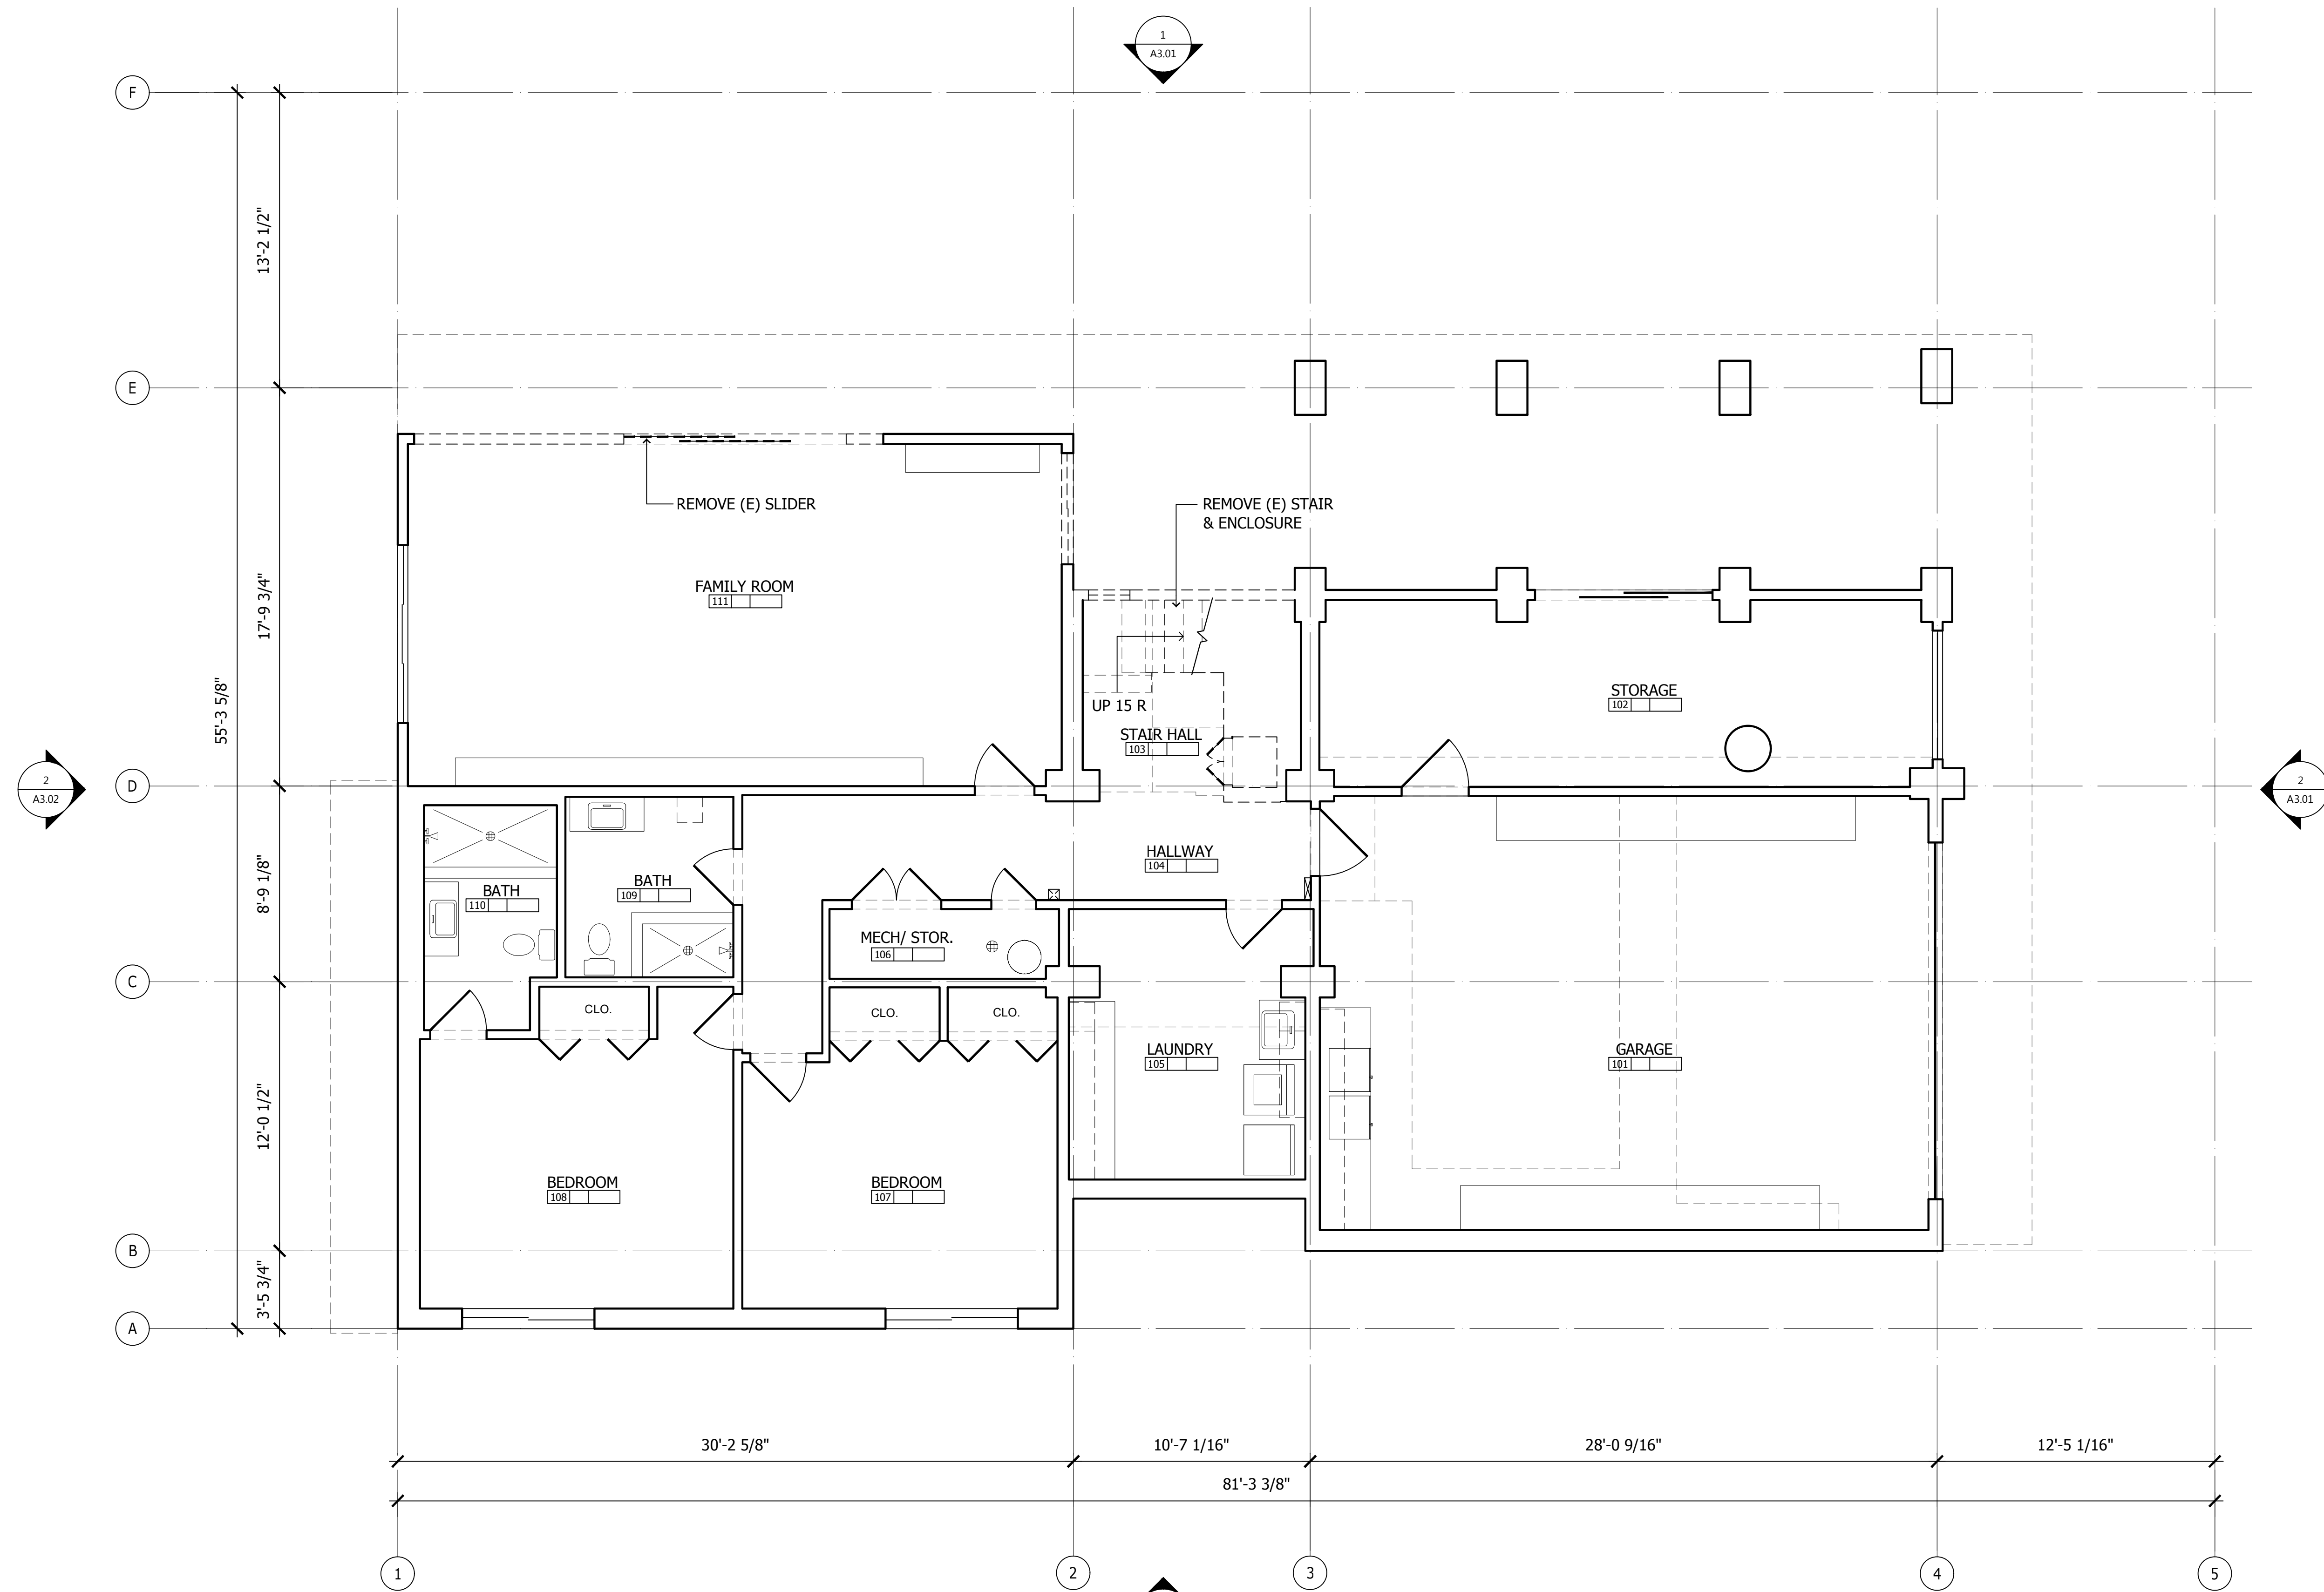 1
A3.01
F
13'-2 1/2"
E
REMOVE (E) SLIDER
REMOVE (E) STAIR
& ENCLOSURE
FAMILY ROOM
111
17'-9 3/4"
55'-3 5/8"
UP 15 R
STAIR HALL
103
STORAGE
102
2
A3.02
D
2
A3.01
HALLWAY
104
BATH
109
BATH
110
8'-9 1/8"
MECH/ STOR.
106
C
CLO.
CLO.
CLO.
LAUNDRY
105
GARAGE
101
12'-0 1/2"
BEDROOM
108
BEDROOM
107
B
3'-5 3/4"
A
30'-2 5/8"
10'-7 1/16"
28'-0 9/16"
12'-5 1/16"
81'-3 3/8"
1
2
3
4
5